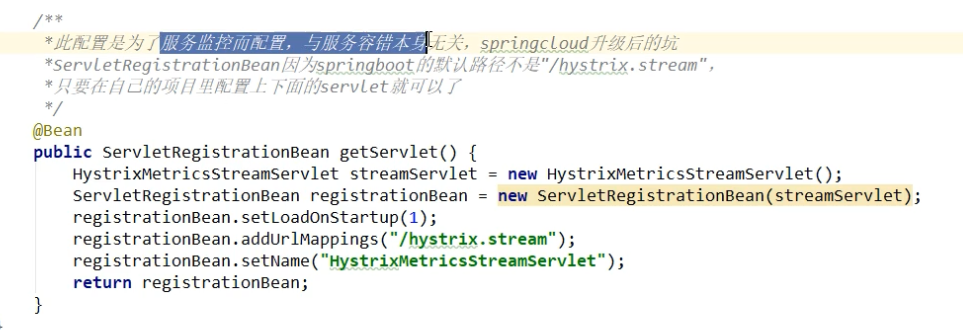 /**
 *此配置是为了服务监控而配置，与服务容错本身无关，springcloud升级后的坑
 *ServletRegistrationBean因为springboot的默认路径不是"/hystrix.stream"，
 *只要在自己的项目里配置上下面的servlet就可以了
 */
@Bean
public ServletRegistrationBean getServlet() {
    HystrixMetricsStreamServlet streamServlet = new HystrixMetricsStreamServlet();
    ServletRegistrationBean registrationBean = new ServletRegistrationBean(streamServlet);
    registrationBean.setLoadOnStartup(1);
    registrationBean.addUrlMappings("/hystrix.stream");
    registrationBean.setName("HystrixMetricsStreamServlet");
    return registrationBean;
}